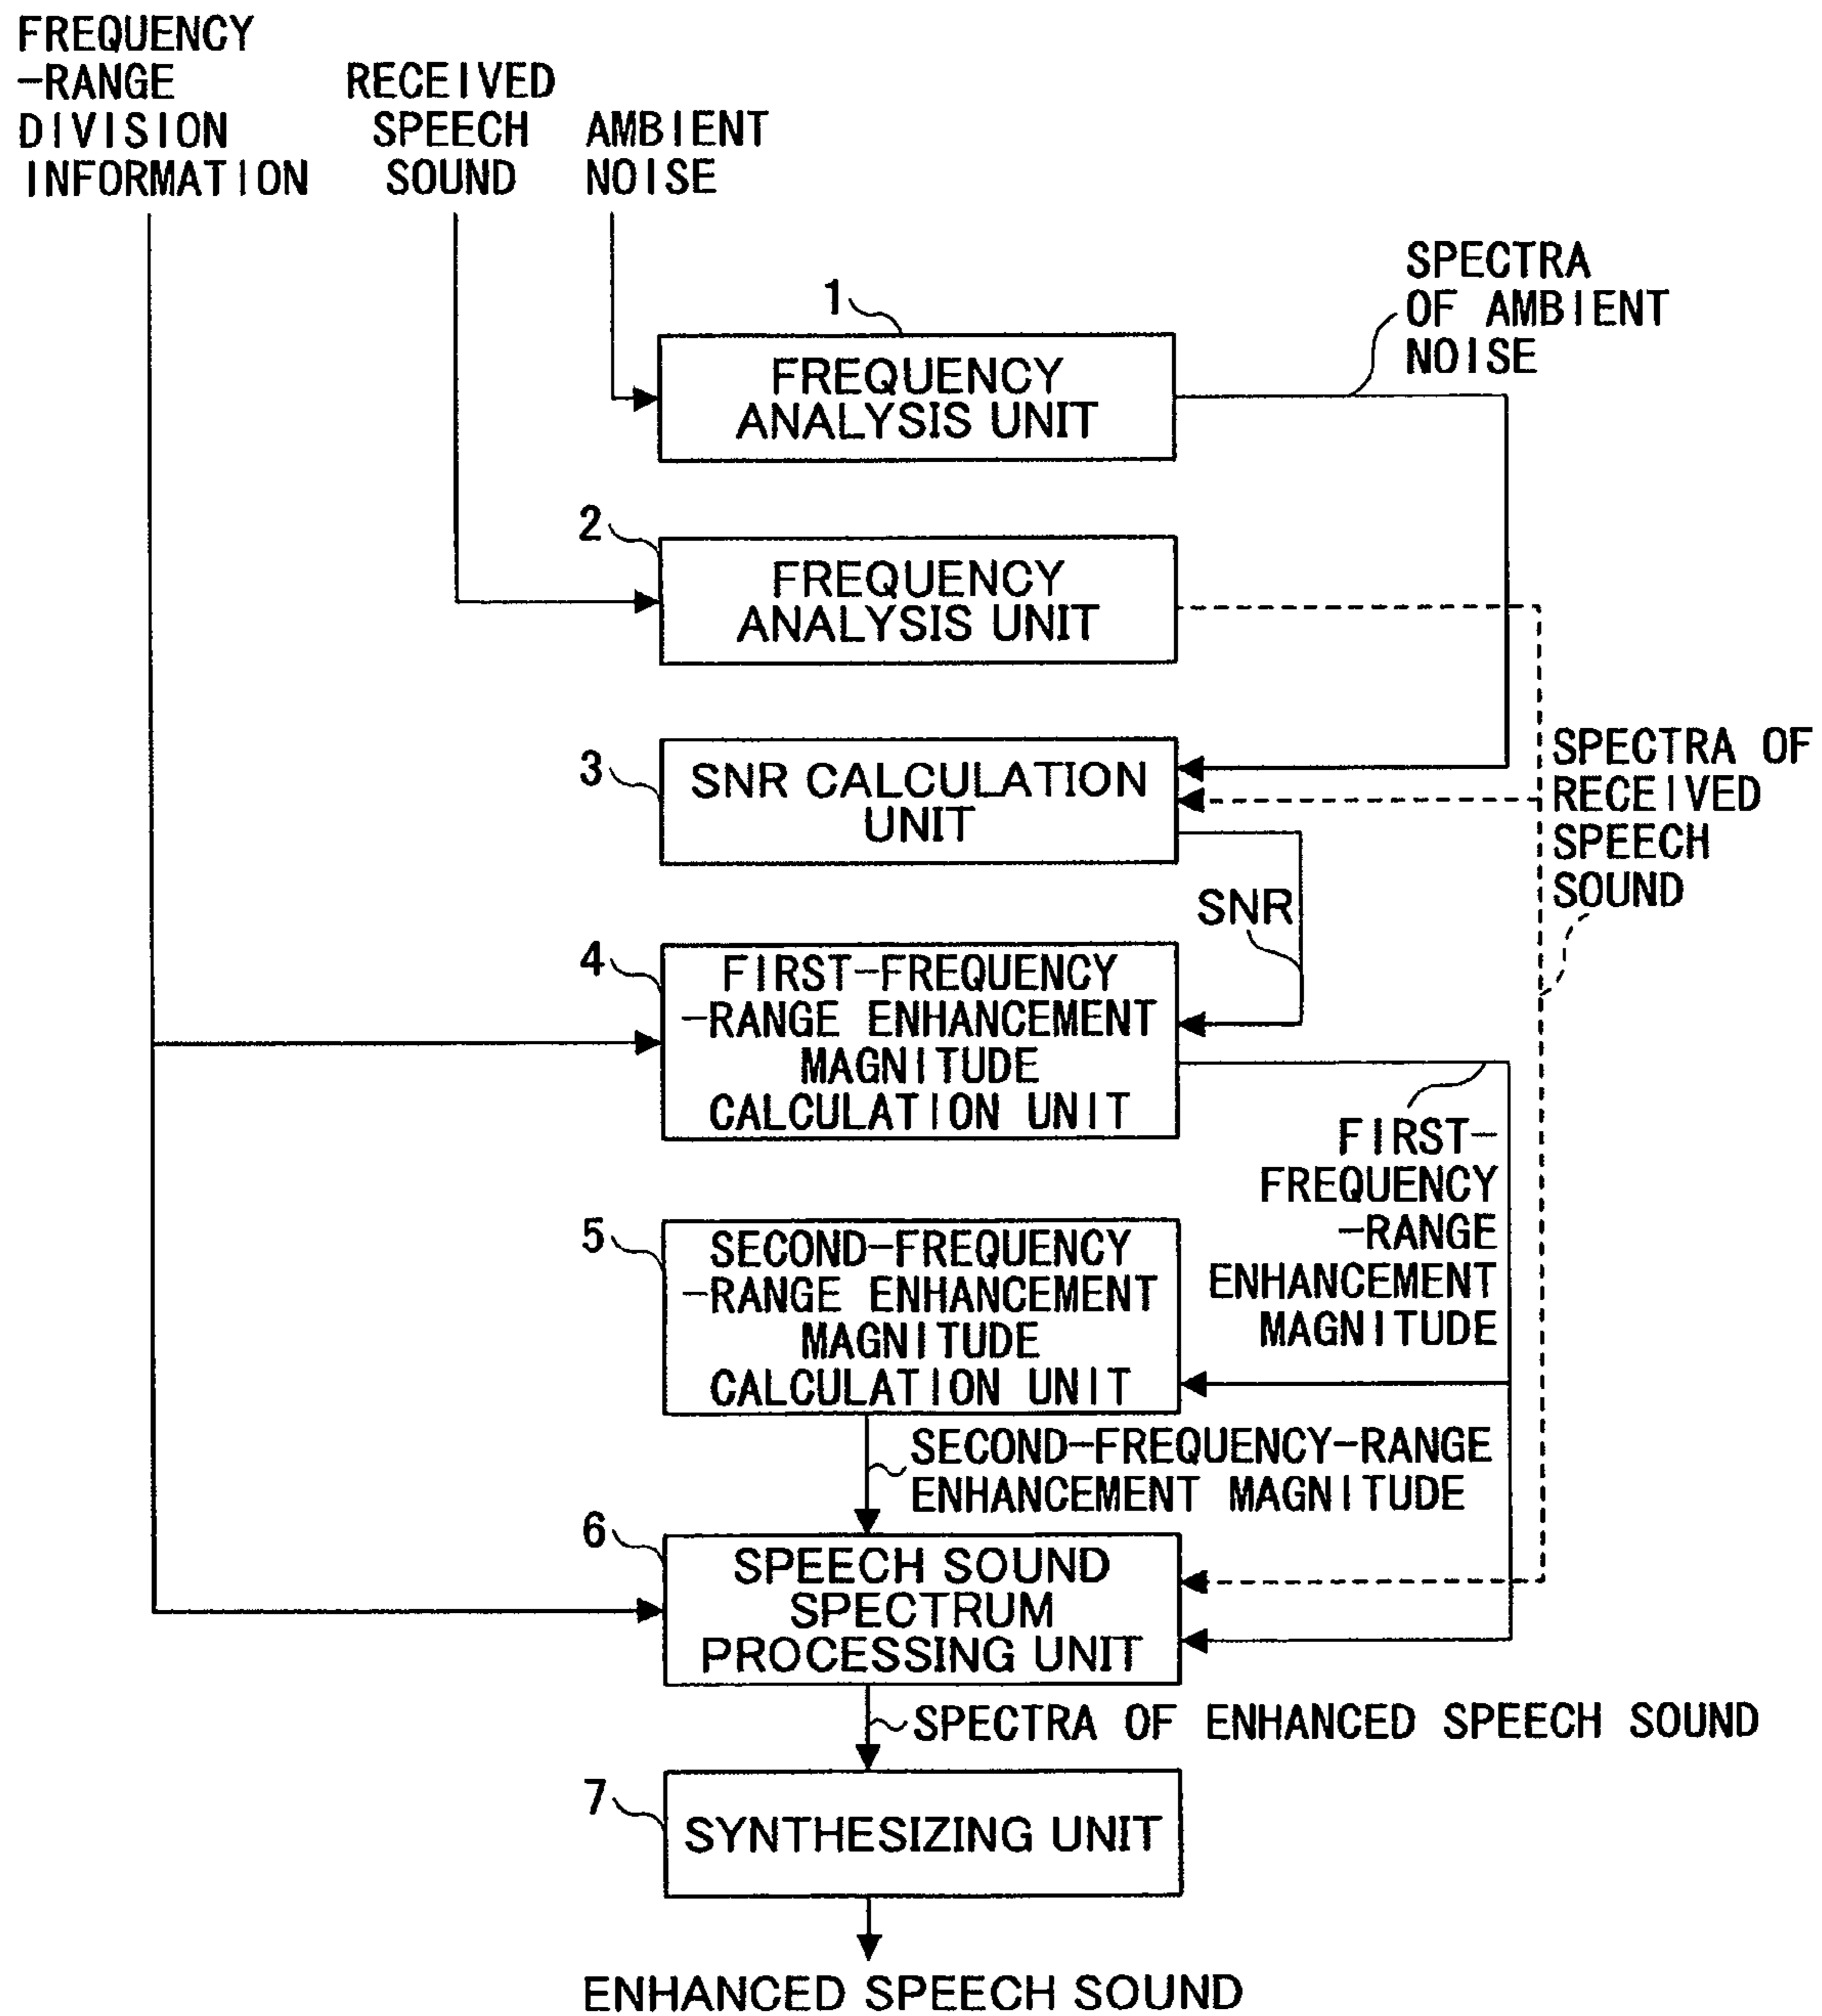 FREQUENCY
-RANGE
DIVISION
INFORMATION
RECEIVED
SPEECH
SOUND
AMBIENT
NOISE
SPECTRA
OF AMBIENT
NOISE
1
FREQUENCY
ANALYSIS UNIT
2
FREQUENCY
ANALYSIS UNIT
3
SNR CALCULATION
UNIT
SPECTRA OF
RECEIVED
SPEECH
SOUND
SNR
4
FIRST-FREQUENCY
-RANGE ENHANCEMENT
MAGNITUDE
CALCULATION UNIT
FIRST-
FREQUENCY
-RANGE
ENHANCEMENT
MAGNITUDE
5
SECOND-FREQUENCY
-RANGE ENHANCEMENT
MAGNITUDE
CALCULATION UNIT
SECOND-FREQUENCY-RANGE
ENHANCEMENT MAGNITUDE
6
SPEECH SOUND
SPECTRUM
PROCESSING UNIT
SPECTRA OF ENHANCED SPEECH SOUND
7
SYNTHESIZING UNIT
ENHANCED SPEECH SOUND